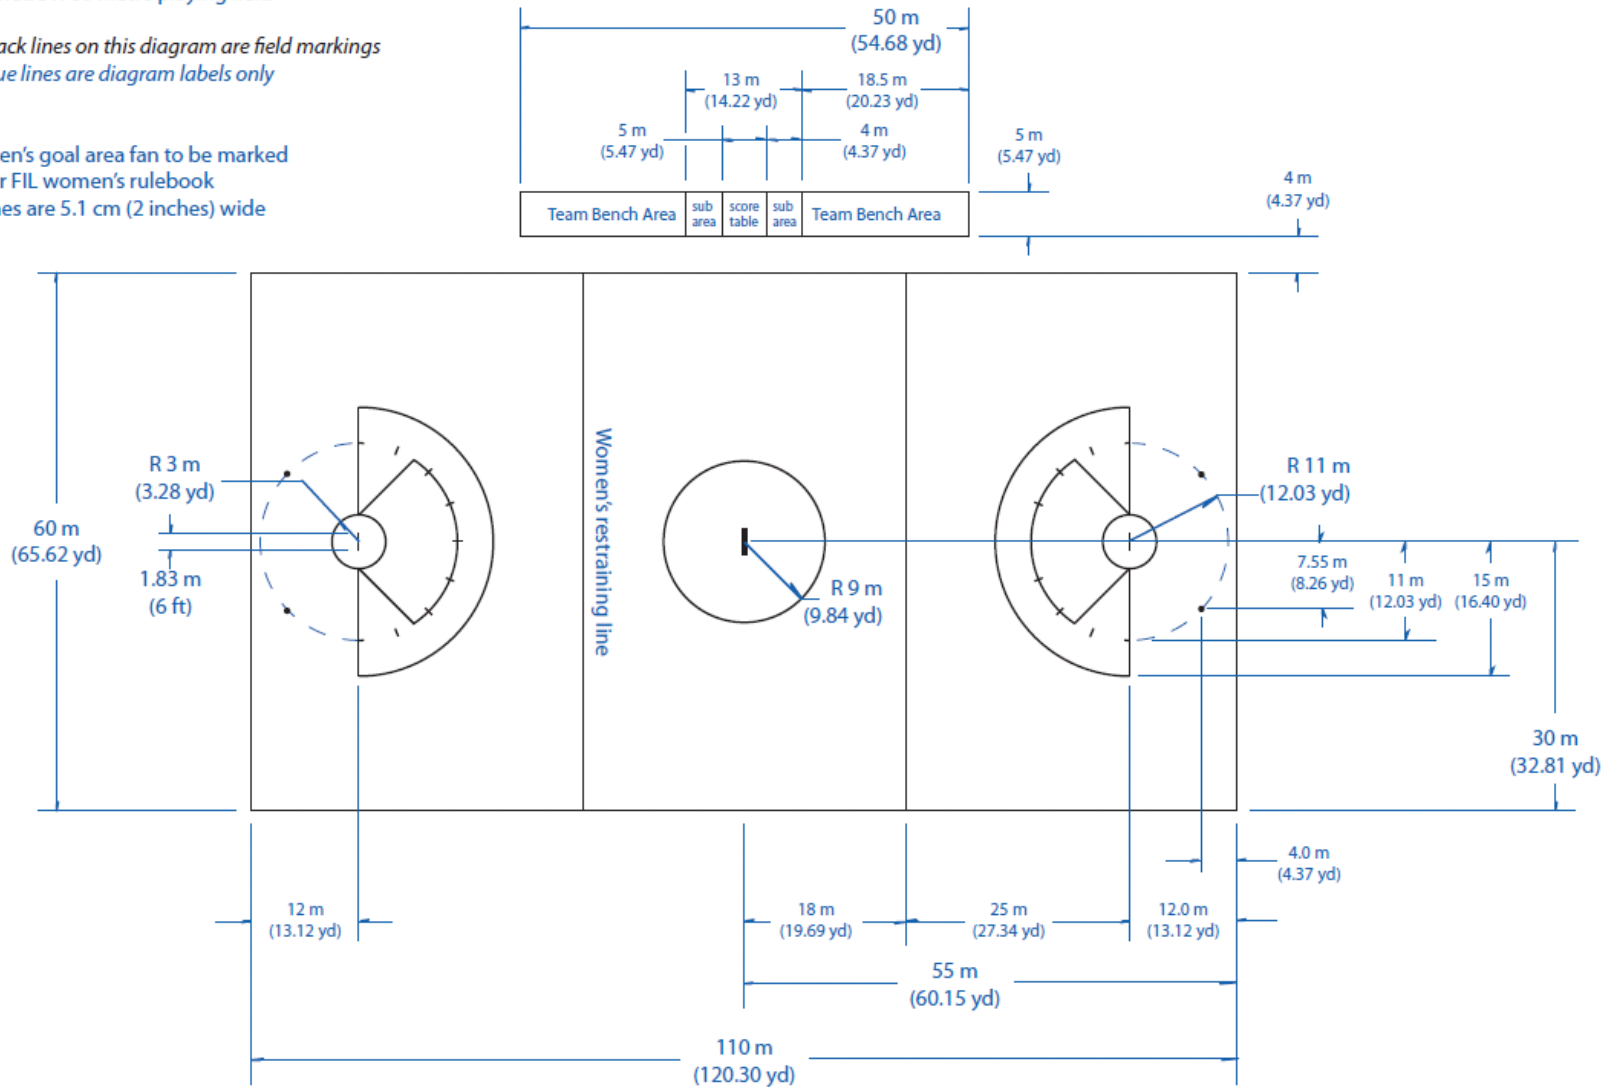 ack lines on this diagram are field markings
ue lines are diagram labels only
en's goal area fan to be marked
r FIL women's rulebook
es are 5.1 cm (2 inches) wide
50 m
(54.68 yd)
13 m
(14.22 yd)
18.5 m
(20.23 yd)
5 m
(5.47 yd)
4 m
(4.37 yd)
5 m
(5.47 yd)
4 m
(4.37 yd)
Team Bench Area
sub
area
score
table
sub
area
Team Bench Area
60 m
(65.62 yd)
R 3 m
(3.28 yd)
1.83 m
(6 ft)
Women's restraining line
R 9 m
(9.84 yd)
R 11 m
(12.03 yd)
7.55 m
(8.26 yd)
11 m
(12.03 yd)
15 m
(16.40 yd)
30 m
(32.81 yd)
4.0 m
(4.37 yd)
12 m
(13.12 yd)
18 m
(19.69 yd)
25 m
(27.34 yd)
12.0 m
(13.12 yd)
55 m
(60.15 yd)
110 m
(120.30 yd)